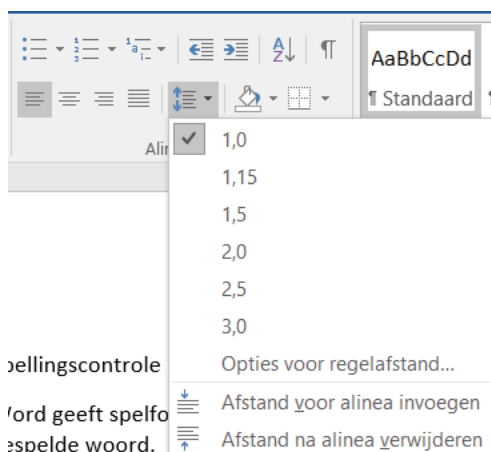 AaBbCcDd
¶ Standaard
1,0
1,15
1,5
2,0
2,5
3,0
Opties voor regelafstand...
Afstand voor alinea invoegen
Afstand na alinea verwijderen
pellingscontrole
Word geeft spelfo
espelde woord.